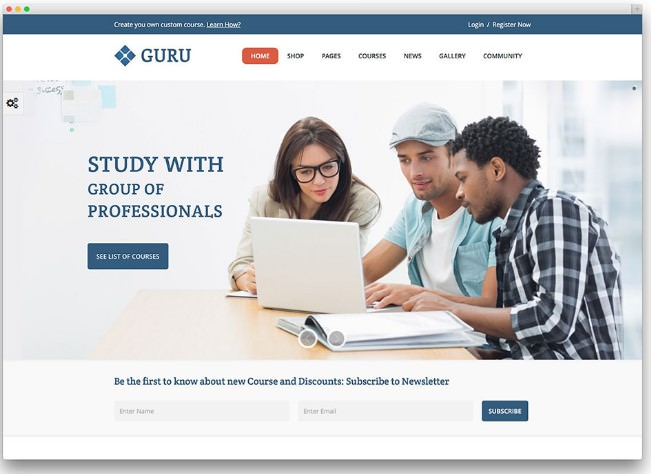 Create you own custom course. Learn How?
Login / Register Now
GURU
HOME SHOP PAGES COURSES NEWS GALLERY COMMUNITY
STUDY WITH
GROUP OF
PROFESSIONALS
SEE LIST OF COURSES
Be the first to know about new Course and Discounts: Subscribe to Newsletter
Enter Name
Enter Email
SUBSCRIBE